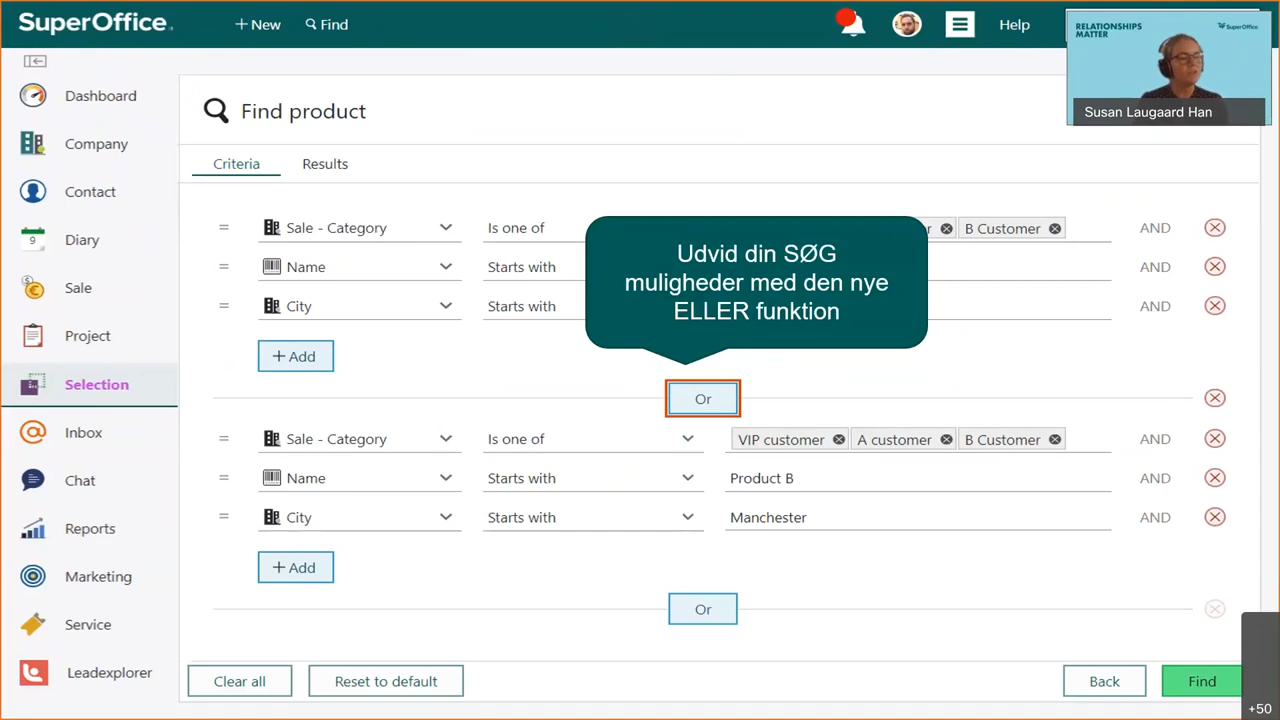 SuperOffice
+ New
Find
Help
RELATIONSHIPS
MATTER
SuperOffice
Susan Laugaard Han
Dashboard
Company
Contact
9
Diary
Sale
Project
Selection
Inbox
Chat
Reports
Marketing
Service
Leadexplorer
Find product
Criteria
Results
= Sale - Category Is one of B Customer AND
= Name Starts with AND
= City Starts with AND
Udvid din SØG
muligheder med den nye
ELLER funktion
+ Add
Or
= Sale - Category Is one of VIP customer A customer B Customer AND
= Name Starts with Product B AND
= City Starts with Manchester AND
+ Add
Or
Clear all
Reset to default
Back
Find
+50